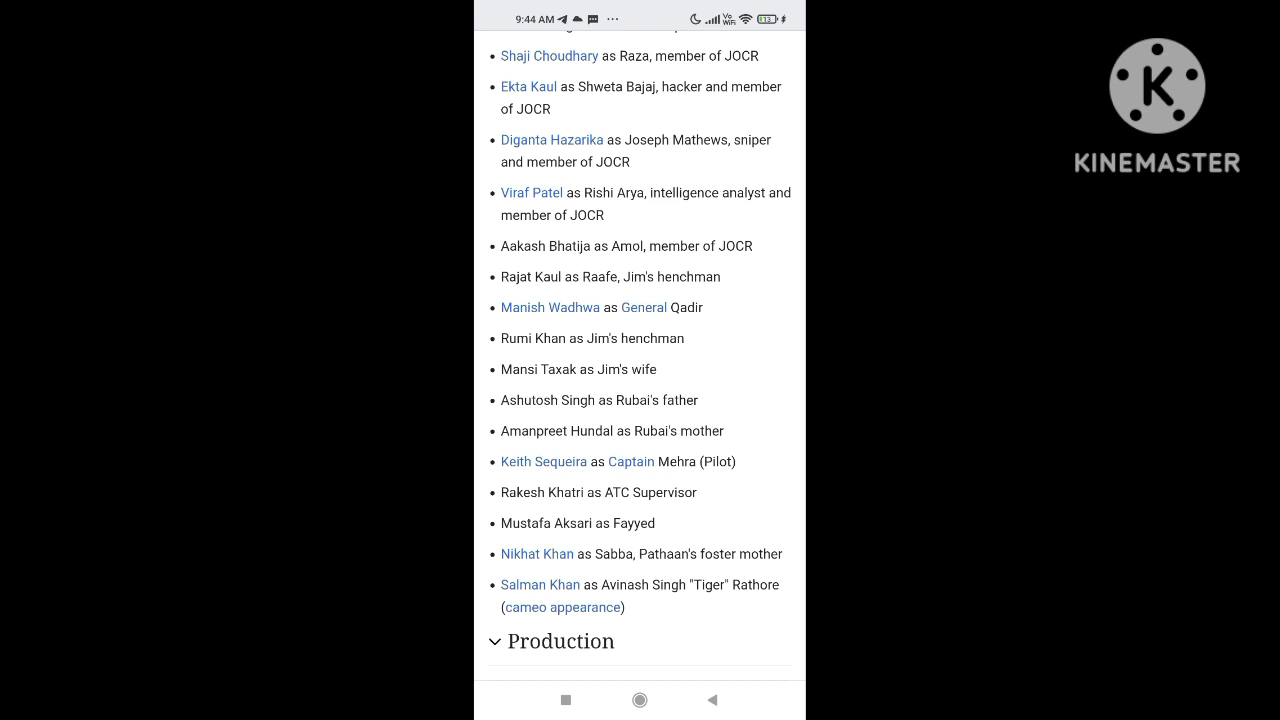 9:44 AM
Vo
WiFi
13
K
KINEMASTER
Shaji Choudhary as Raza, member of JOCR
Ekta Kaul as Shweta Bajaj, hacker and member
of JOCR
Diganta Hazarika as Joseph Mathews, sniper
and member of JOCR
Viraf Patel as Rishi Arya, intelligence analyst and
member of JOCR
Aakash Bhatija as Amol, member of JOCR
Rajat Kaul as Raafe, Jim's henchman
Manish Wadhwa as General Qadir
Rumi Khan as Jim's henchman
Mansi Taxak as Jim's wife
Ashutosh Singh as Rubai's father
Amanpreet Hundal as Rubai's mother
Keith Sequeira as Captain Mehra (Pilot)
Rakesh Khatri as ATC Supervisor
Mustafa Aksari as Fayyed
Nikhat Khan as Sabba, Pathaan's foster mother
Salman Khan as Avinash Singh "Tiger" Rathore
(cameo appearance)
Production